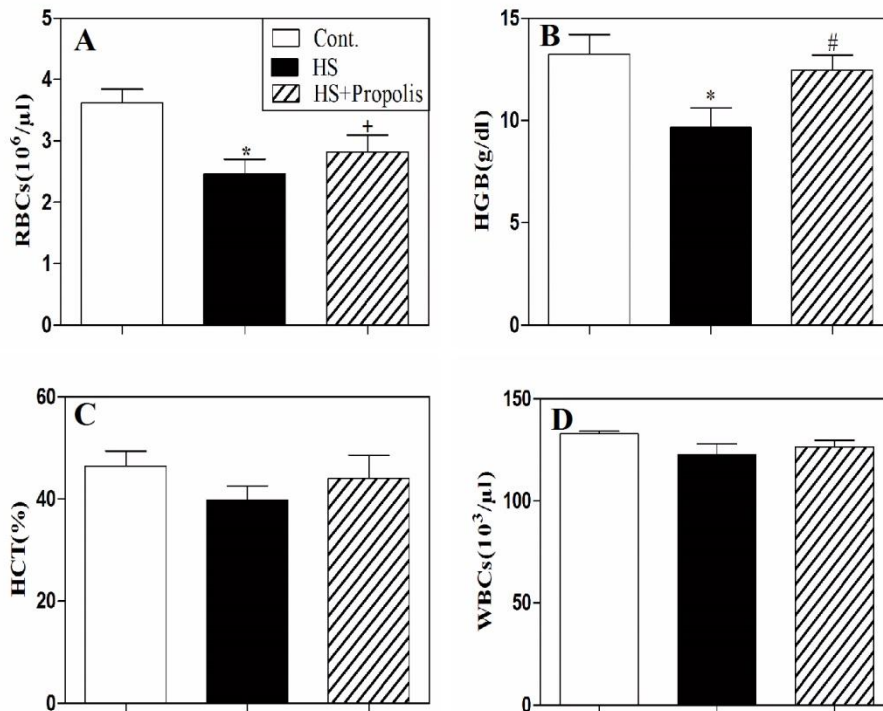 A
RBCs(10⁶/µl)
5
4
3
2
1
0
Cont.
HS
HS+Propolis
*
+
B
HGB(g/dl)
15
10
5
0
*
#
C
HCT(%)
60
40
20
0
D
WBCs(10³/µl)
150
100
50
0